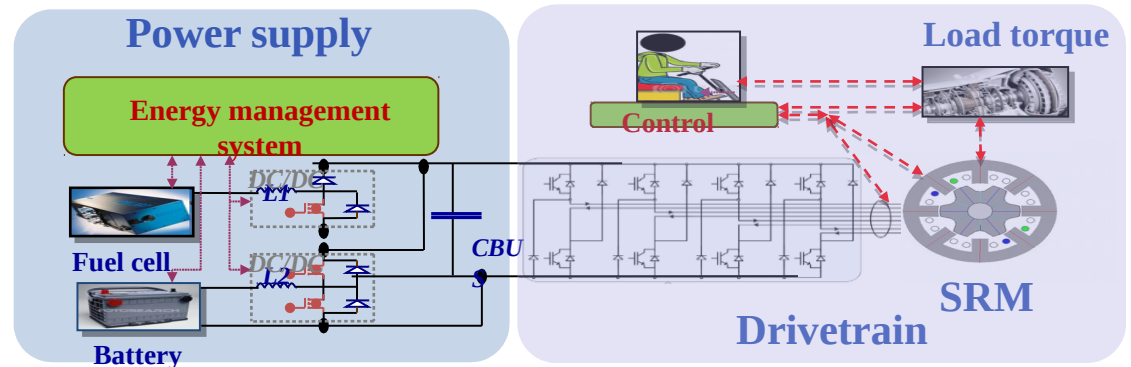 Power supply
Energy management
system
DC/DC
L1
Fuel cell
DC/DC
L2
CBU
S
Battery
Load torque
Control
SRM
Drivetrain